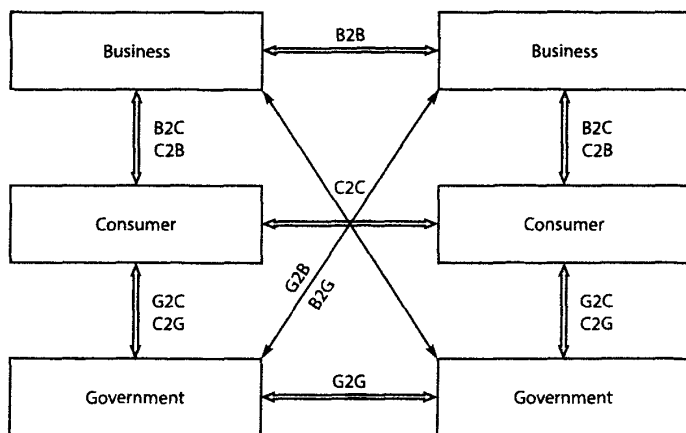 Business
B2B
Business
B2C
C2B
B2C
C2B
C2C
Consumer
Consumer
G2B
B2G
G2C
C2G
G2C
C2G
Government
G2G
Government